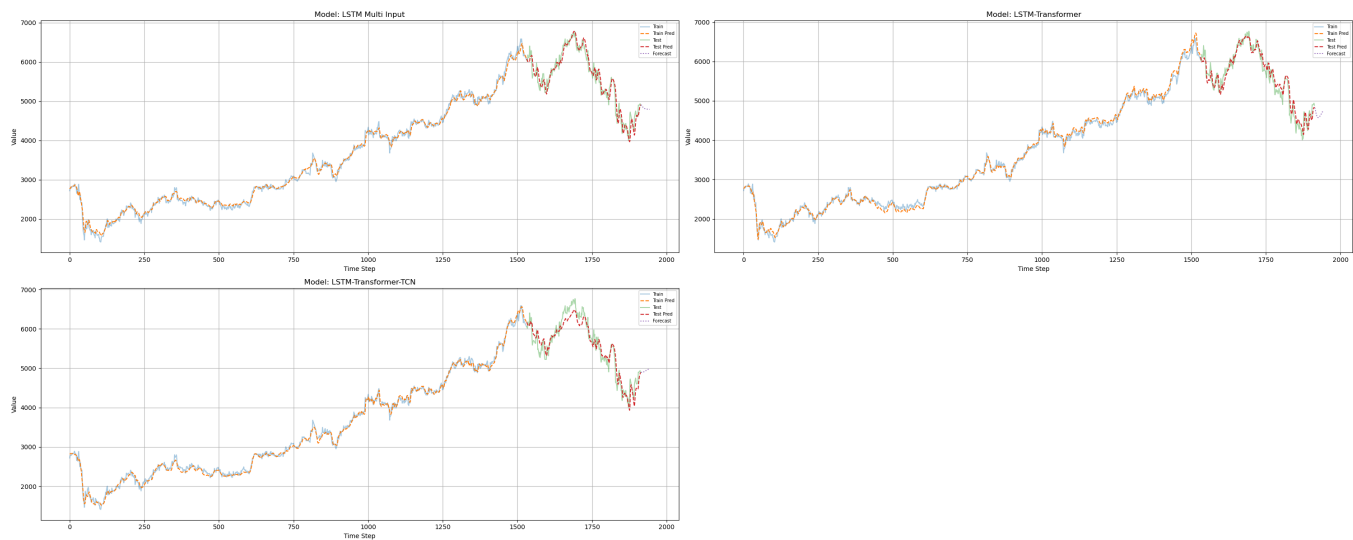 Model: LSTM Multi Input
7000
6000
5000
4000
3000
2000
Value
0 250 500 750 1000 1250 1500 1750 2000
Time Step
Train
Train Pred
Test
Test Pred
Forecast
Model: LSTM-Transformer
7000
6000
5000
4000
3000
2000
Value
0 250 500 750 1000 1250 1500 1750 2000
Time Step
Train
Train Pred
Test
Test Pred
Forecast
Model: LSTM-Transformer-TCN
7000
6000
5000
4000
3000
2000
Value
0 250 500 750 1000 1250 1500 1750 2000
Time Step
Train
Train Pred
Test
Test Pred
Forecast